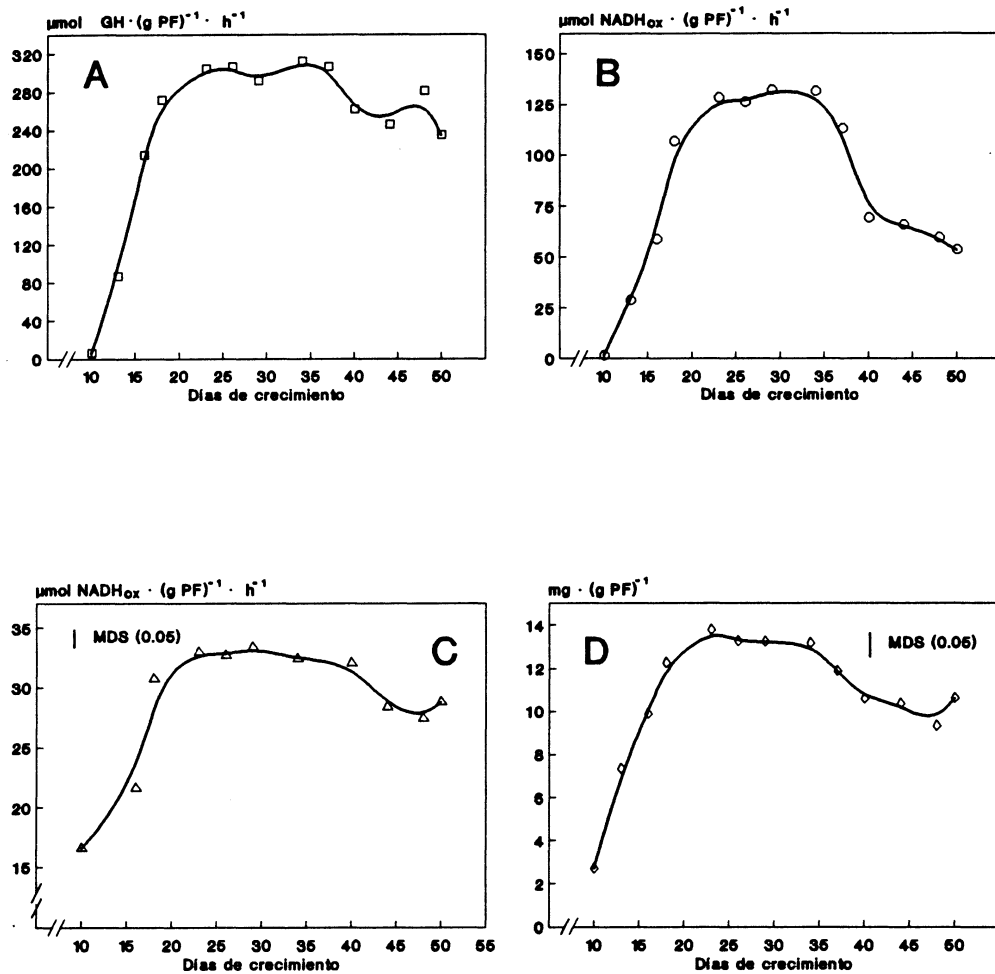 µmol GH · (g PF)⁻¹ · h⁻¹
A
320
280
240
200
160
120
80
40
0
10 15 20 25 30 35 40 45 50
Días de crecimiento
µmol NADHox · (g PF)⁻¹ · h⁻¹
B
150
125
100
75
50
25
0
10 15 20 25 30 35 40 45 50
Días de crecimiento
µmol NADHox · (g PF)⁻¹ · h⁻¹
MDS (0.05)
C
35
30
25
20
15
10 15 20 25 30 35 40 45 50 55
Días de crecimiento
mg · (g PF)⁻¹
D
MDS (0.05)
14
12
10
8
6
4
2
0
10 15 20 25 30 35 40 45 50
Días de crecimiento